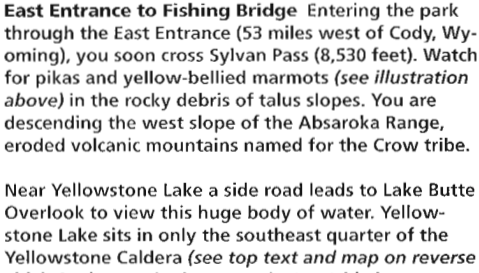 East Entrance to Fishing Bridge Entering the park
through the East Entrance (53 miles west of Cody, Wy-
oming), you soon cross Sylvan Pass (8,530 feet). Watch
for pikas and yellow-bellied marmots (see illustration
above) in the rocky debris of talus slopes. You are
descending the west slope of the Absaroka Range,
eroded volcanic mountains named for the Crow tribe.

Near Yellowstone Lake a side road leads to Lake Butte
Overlook to view this huge body of water. Yellow-
stone Lake sits in only the southeast quarter of the
Yellowstone Caldera (see top text and map on reverse